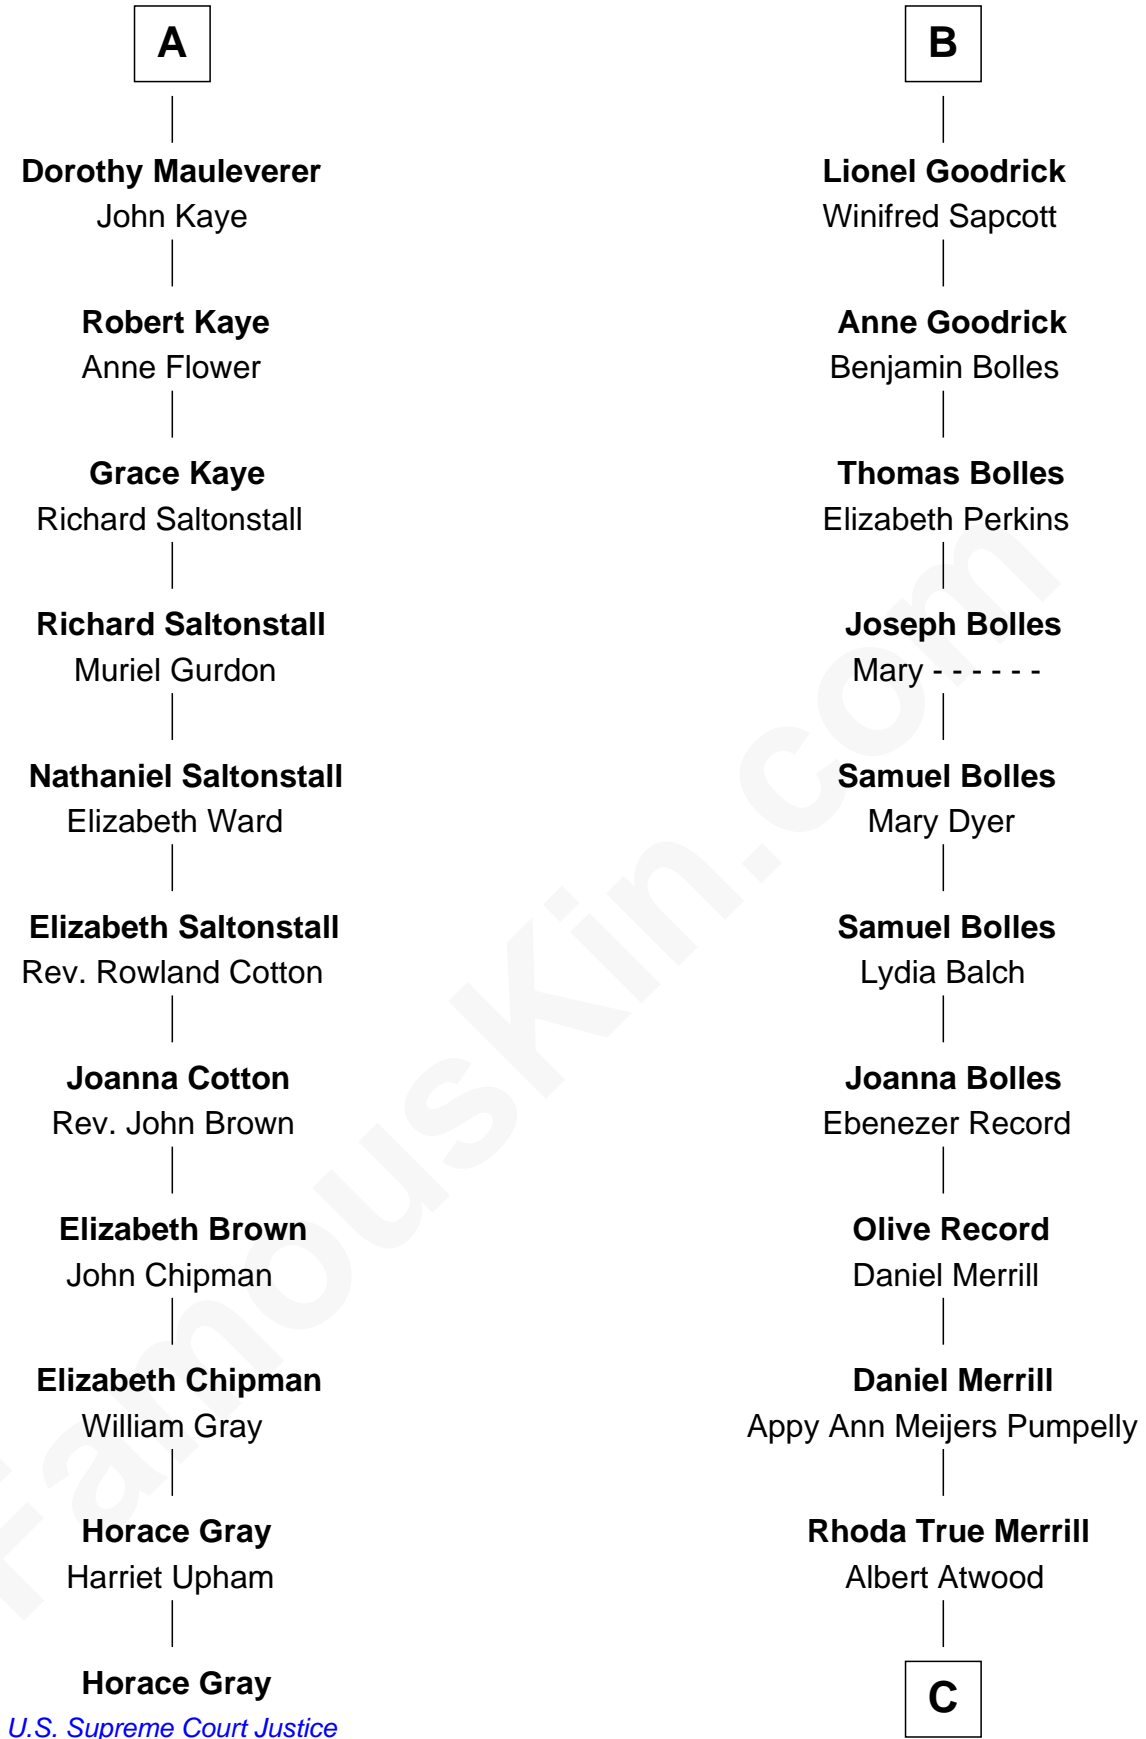 A
Dorothy Mauleverer
John Kaye
Robert Kaye
Anne Flower
Grace Kaye
Richard Saltonstall
Richard Saltonstall
Muriel Gurdon
Nathaniel Saltonstall
Elizabeth Ward
Elizabeth Saltonstall
Rev. Rowland Cotton
Joanna Cotton
Rev. John Brown
Elizabeth Brown
John Chipman
Elizabeth Chipman
William Gray
Horace Gray
Harriet Upham
Horace Gray
U.S. Supreme Court Justice
B
Lionel Goodrick
Winifred Sapcott
Anne Goodrick
Benjamin Bolles
Thomas Bolles
Elizabeth Perkins
Joseph Bolles
Mary - - - - - -
Samuel Bolles
Mary Dyer
Samuel Bolles
Lydia Balch
Joanna Bolles
Ebenezer Record
Olive Record
Daniel Merrill
Daniel Merrill
Appy Ann Meijers Pumpelly
Rhoda True Merrill
Albert Atwood
C
FamousKin.com